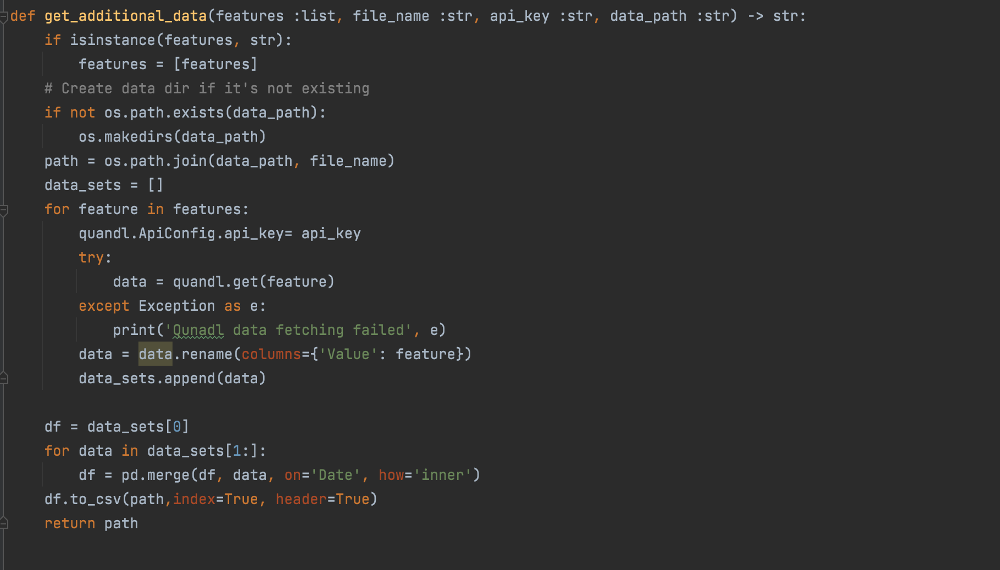 def get_additional_data(features :list, file_name :str, api_key :str, data_path :str) -> str:
    if isinstance(features, str):
        features = [features]
    # Create data dir if it's not existing
    if not os.path.exists(data_path):
        os.makedirs(data_path)
    path = os.path.join(data_path, file_name)
    data_sets = []
    for feature in features:
        quandl.ApiConfig.api_key= api_key
        try:
            data = quandl.get(feature)
        except Exception as e:
            print('Qunadl data fetching failed', e)
        data = data.rename(columns={'Value': feature})
        data_sets.append(data)

    df = data_sets[0]
    for data in data_sets[1:]:
        df = pd.merge(df, data, on='Date', how='inner')
    df.to_csv(path,index=True, header=True)
    return path